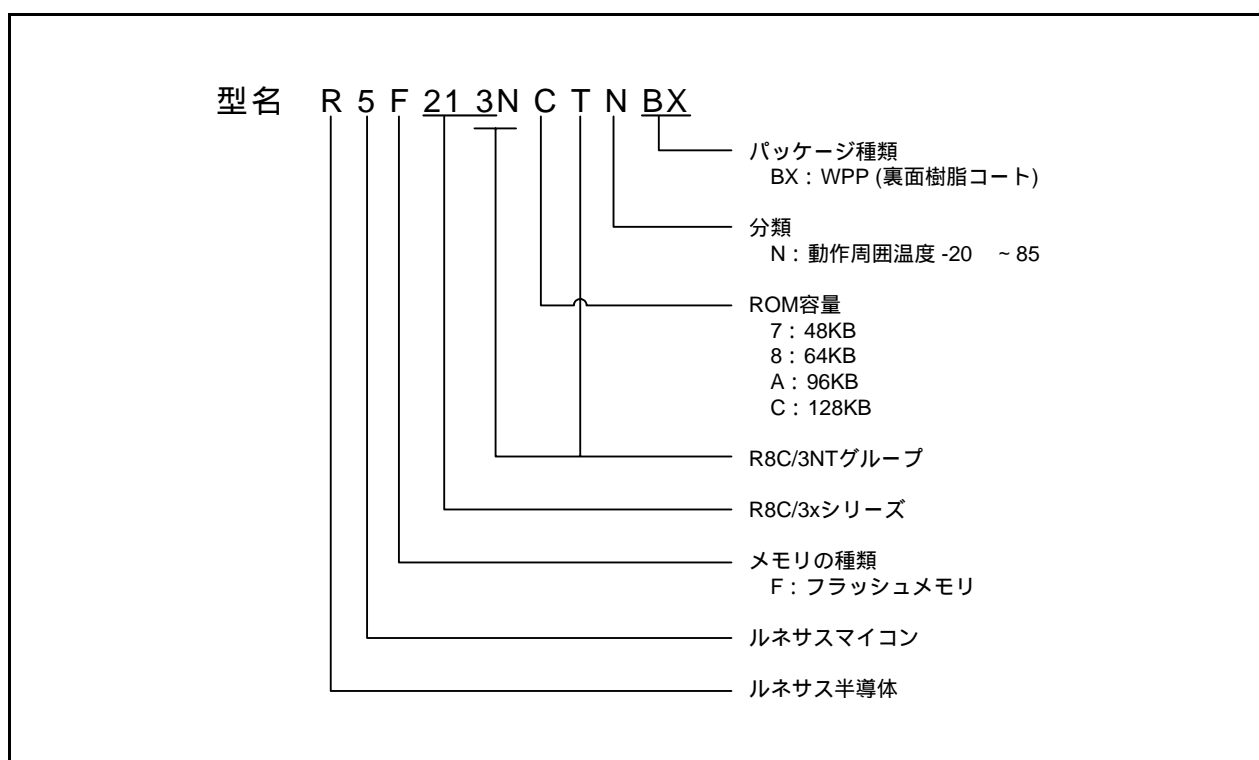 型名 R 5 F 21 3N C T N BX
パッケージ種類
BX：WPP (裏面樹脂コート)
分類
N：動作周囲温度 -20 ~ 85
ROM容量
7：48KB
8：64KB
A：96KB
C：128KB
R8C/3NTグループ
R8C/3xシリーズ
メモリの種類
F：フラッシュメモリ
ルネサスマイコン
ルネサス半導体